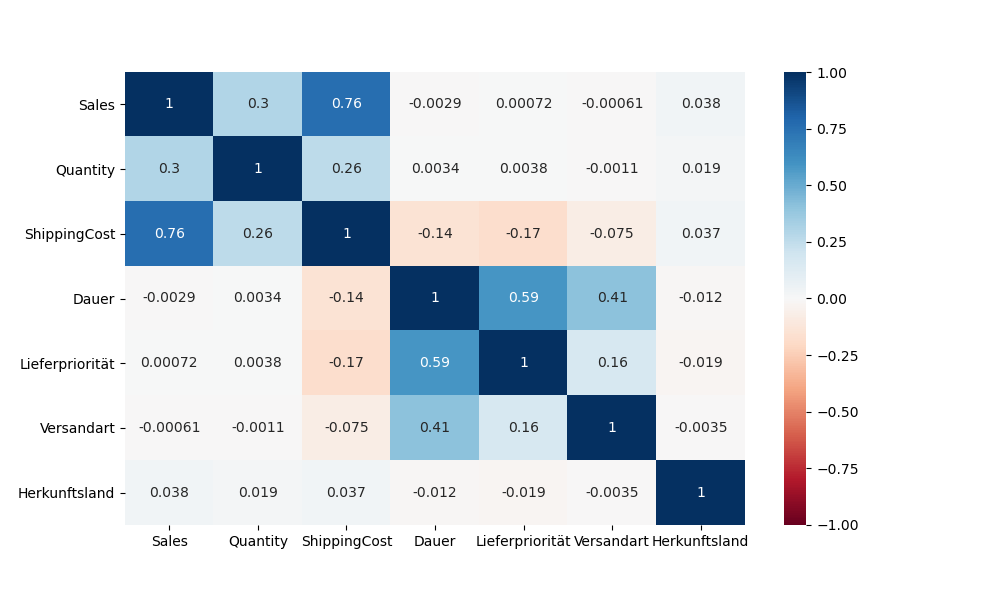 Sales 1 0.3 0.76 -0.0029 0.00072 -0.00061 0.038
Quantity 0.3 1 0.26 0.0034 0.0038 -0.0011 0.019
ShippingCost 0.76 0.26 1 -0.14 -0.17 -0.075 0.037
Dauer -0.0029 0.0034 -0.14 1 0.59 0.41 -0.012
Lieferpriorität 0.00072 0.0038 -0.17 0.59 1 0.16 -0.019
Versandart -0.00061 -0.0011 -0.075 0.41 0.16 1 -0.0035
Herkunftsland 0.038 0.019 0.037 -0.012 -0.019 -0.0035 1
Sales Quantity ShippingCost Dauer Lieferpriorität Versandart Herkunftsland
1.00
0.75
0.50
0.25
0.00
−0.25
−0.50
−0.75
−1.00